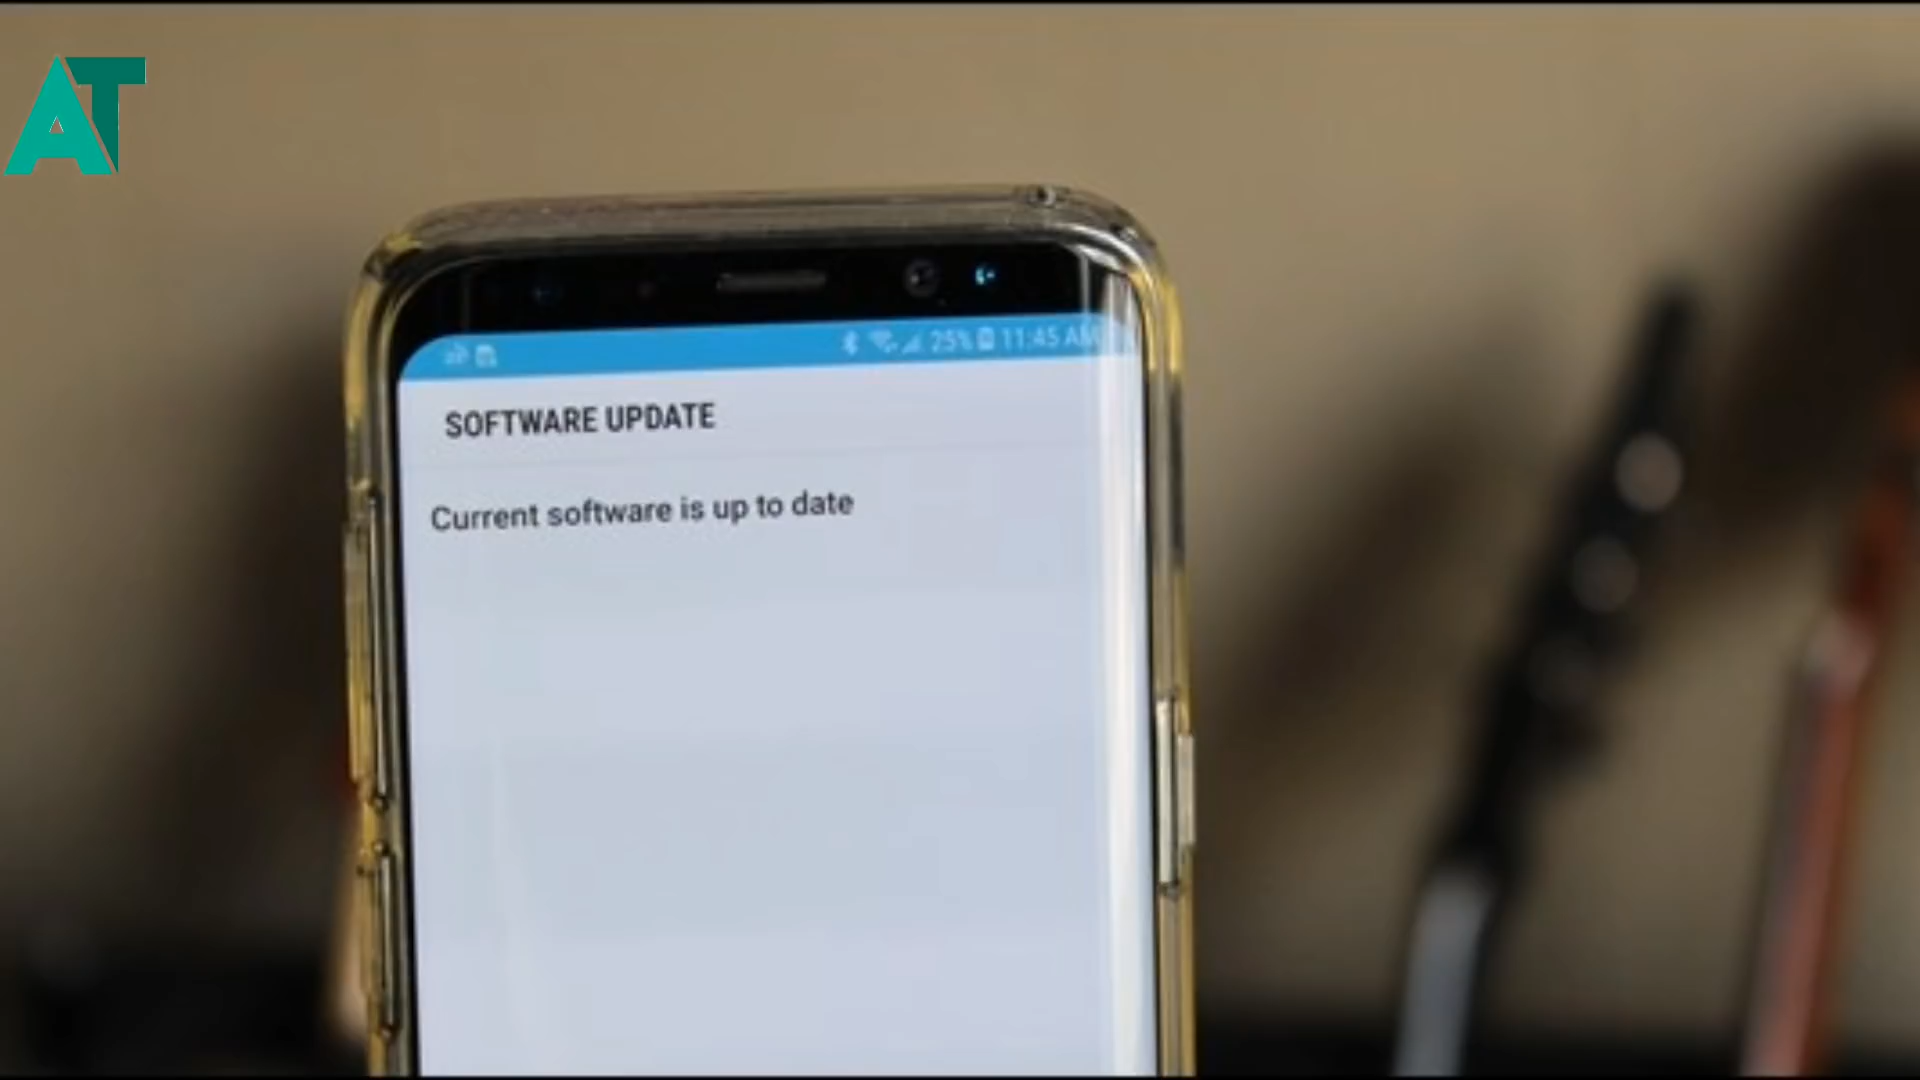 AT
25% 11:45 AM
SOFTWARE UPDATE
Current software is up to date